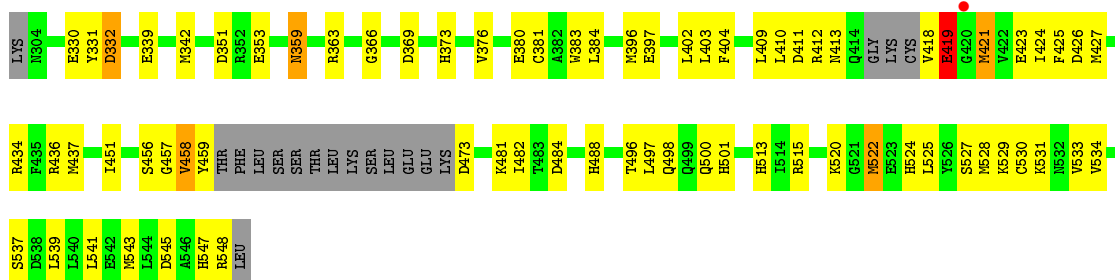 LYS N304 E330 Y331 D332 E339 M342 D351 R352 E353 N359 R363 G366 D369 H373 V376 E380 C381 A382 W383 L384 M396 E397 L402 L403 F404 L409 L410 D411 R412 N413 Q414 GLY LYS CYS V418 E419 G420 M421 V422 E423 I424 F425 D426 M427
R434 F435 R436 M437 I451 S456 G457 V458 Y459 THR PHE LEU SER SER THR LEU LYS SER LEU GLU GLU LYS D473 K481 I482 T483 D484 H488 T496 L497 Q498 Q499 Q500 H501 H513 I514 R515 K520 G521 M522 E523 H524 L525 Y526 S527 M528 K529 C530 K531 N532 V533 V534
S537 D538 L539 L540 L541 E542 M543 L544 D545 A546 H547 R548 LEU